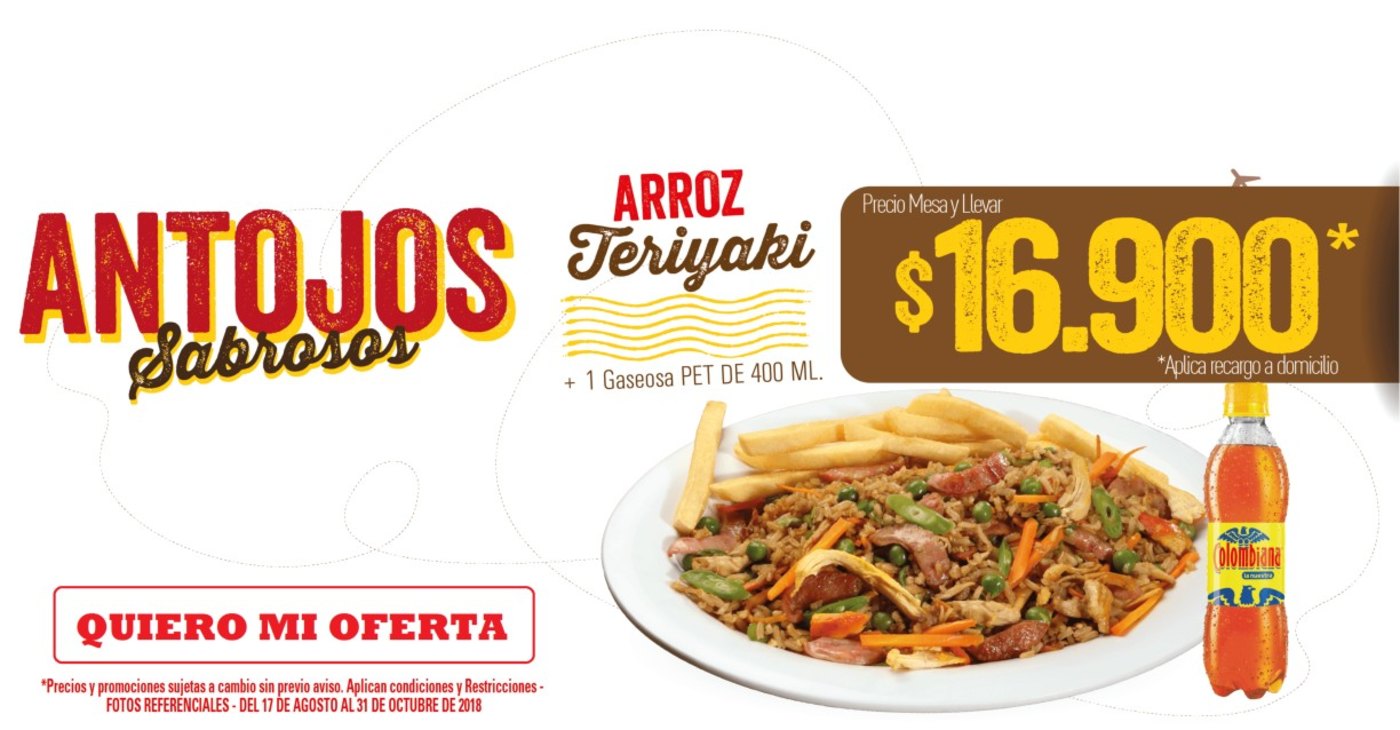 ANTOJOS
Sabrosos
ARROZ
Teriyaki
+ 1 Gaseosa PET DE 400 ML.
Precio Mesa y Llevar
$16.900*
*Aplica recargo a domicilio
Colombiana
la nuestra
QUIERO MI OFERTA
*Precios y promociones sujetas a cambio sin previo aviso. Aplican condiciones y Restricciones -
FOTOS REFERENCIALES - DEL 17 DE AGOSTO AL 31 DE OCTUBRE DE 2018